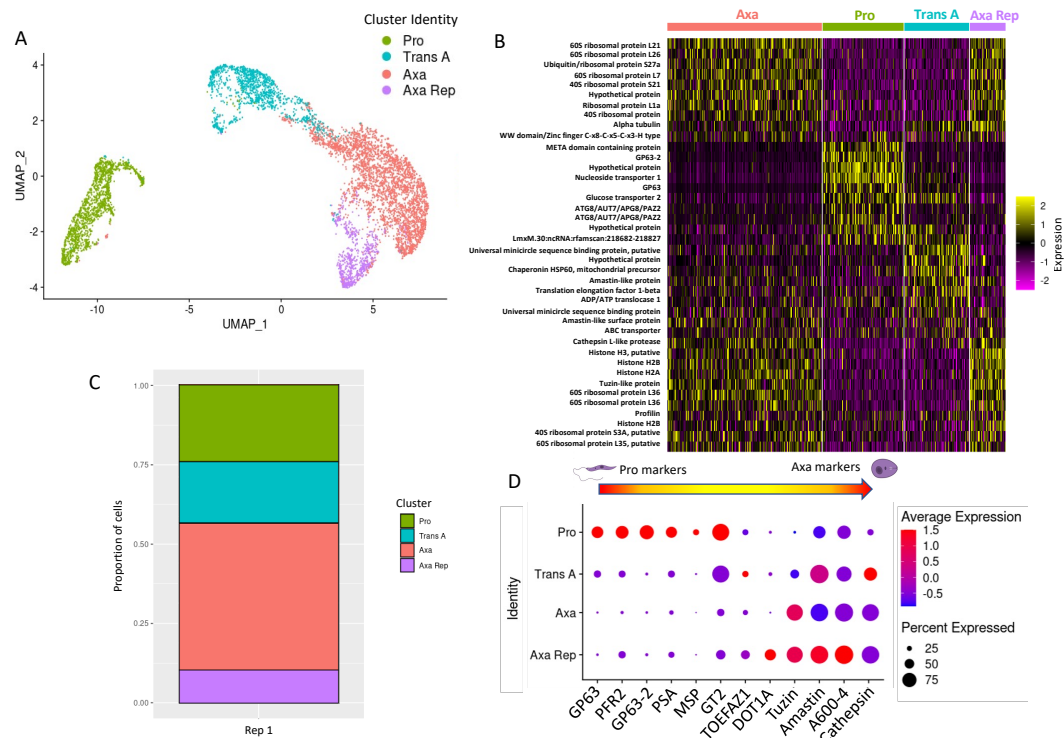 A
Cluster Identity
Pro
Trans A
Axa
Axa Rep
UMAP_2
4
2
0
-2
-4
-10
-5
0
5
UMAP_1
B
Axa
Pro
Trans A
Axa Rep
60S ribosomal protein L21
60S ribosomal protein L26
Ubiquitin/ribosomal protein S27a
60S ribosomal protein L7
40S ribosomal protein S21
Hypothetical protein
Ribosomal protein L1a
40S ribosomal protein
Alpha tubulin
WW domain/Zinc finger C-x8-C-x5-C-x3-H type
META domain containing protein
GP63-2
Hypothetical protein
Nucleoside transporter 1
GP63
Glucose transporter 2
ATG8/AUT7/APG8/PAZ2
ATG8/AUT7/APG8/PAZ2
Hypothetical protein
LmxM.30:ncRNA:rfamscan:218682-218827
Universal minicircle sequence binding protein, putative
Hypothetical protein
Chaperonin HSP60, mitochondrial precursor
Amastin-like protein
Translation elongation factor 1-beta
ADP/ATP translocase 1
Universal minicircle sequence binding protein
Amastin-like surface protein
ABC transporter
Cathepsin L-like protease
Histone H3, putative
Histone H2B
Histone H2A
Tuzin-like protein
60S ribosomal protein L36
60S ribosomal protein L36
Profilin
Histone H2B
40S ribosomal protein S3A, putative
60S ribosomal protein L35, putative
Expression
2
1
0
-1
-2
C
Proportion of cells
1.00
0.75
0.50
0.25
0.00
Rep 1
Cluster
Pro
Trans A
Axa
Axa Rep
D
Pro markers
Axa markers
Identity
Pro
Trans A
Axa
Axa Rep
GP63
PFR2
GP63-2
PSA
MSP
GT2
TOEFAZ1
DOT1A
Tuzin
Amastin
A600-4
Cathepsin
Average Expression
1.5
1.0
0.5
0.0
-0.5
Percent Expressed
25
50
75